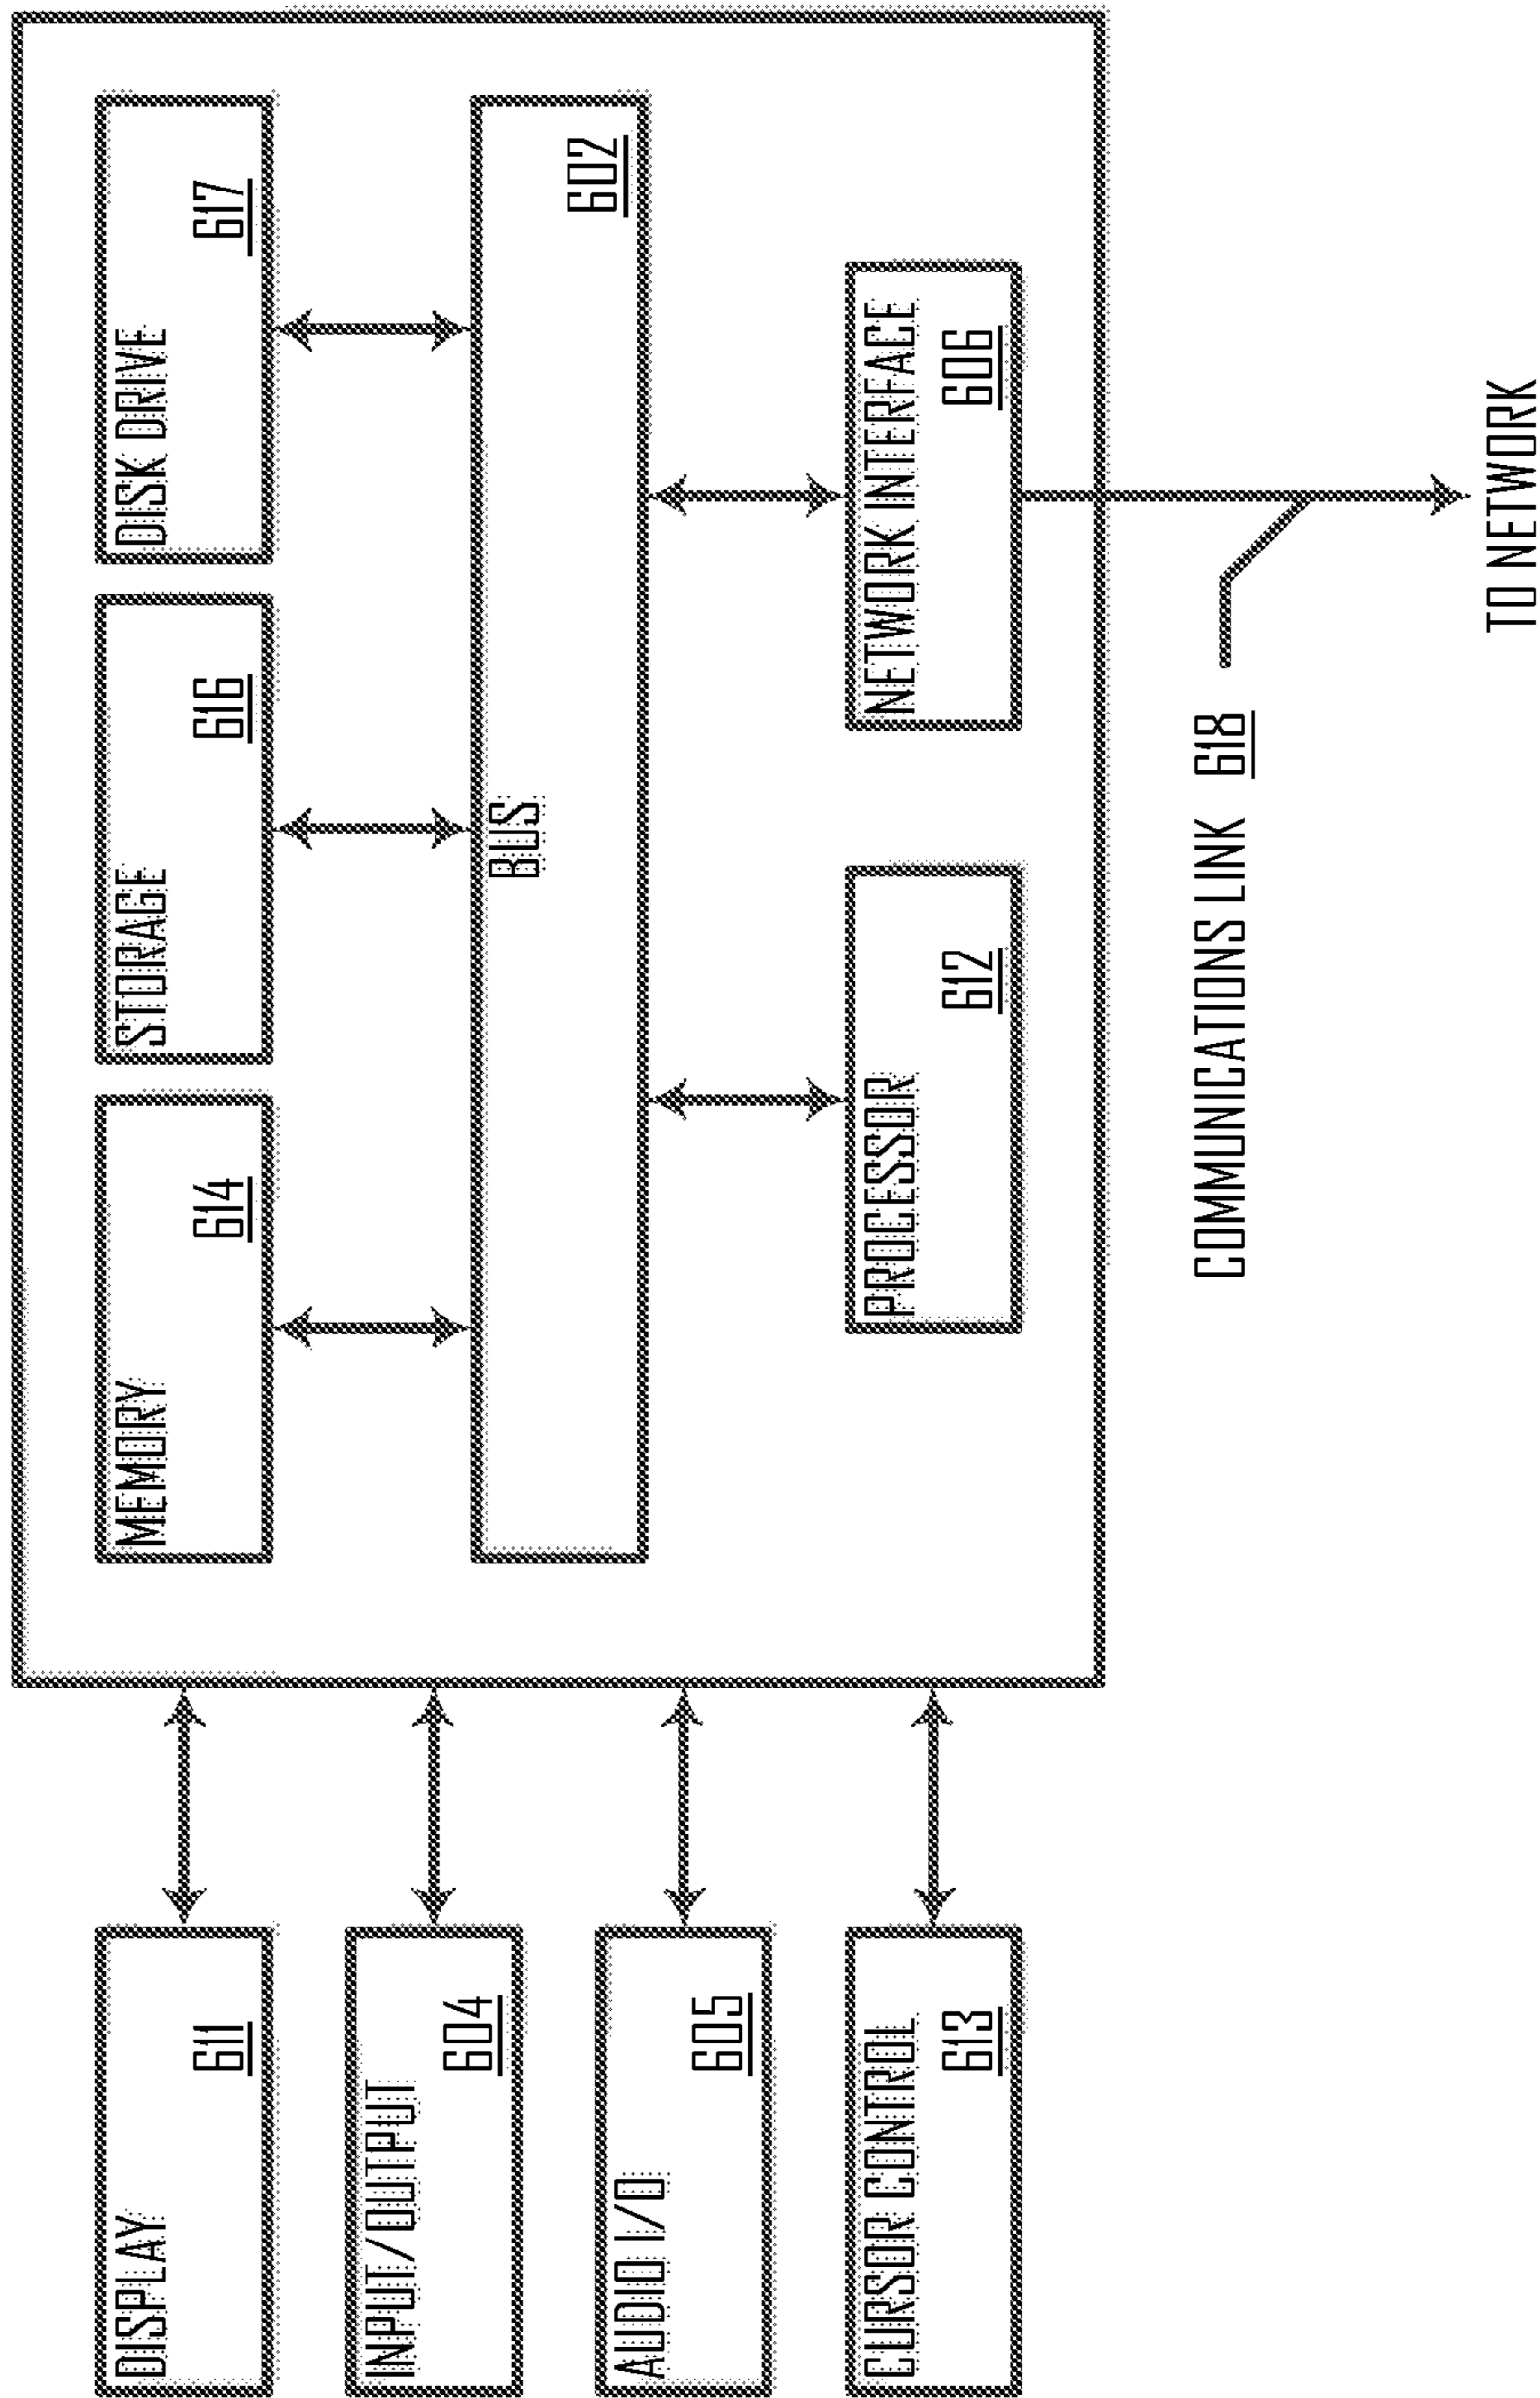 DISPLAY
611
INPUT/OUTPUT
604
AUDIO I/O
605
CURSOR CONTROL
613
MEMORY
614
STORAGE
616
DISK DRIVE
617
BUS
602
PROCESSOR
612
NETWORK INTERFACE
606
COMMUNICATIONS LINK 618
TO NETWORK